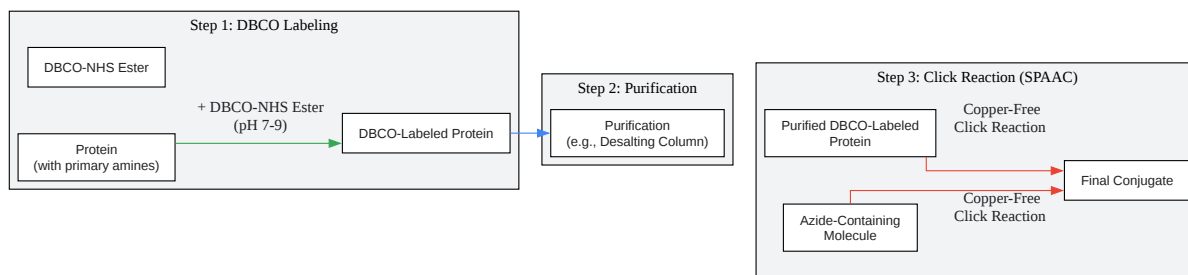 Step 1: DBCO Labeling
DBCO-NHS Ester
+ DBCO-NHS Ester
(pH 7-9)
Protein
(with primary amines)
DBCO-Labeled Protein
Step 2: Purification
Purification
(e.g., Desalting Column)
Step 3: Click Reaction (SPAAC)
Purified DBCO-Labeled
Protein
Copper-Free
Click Reaction
Final Conjugate
Azide-Containing
Molecule
Copper-Free
Click Reaction